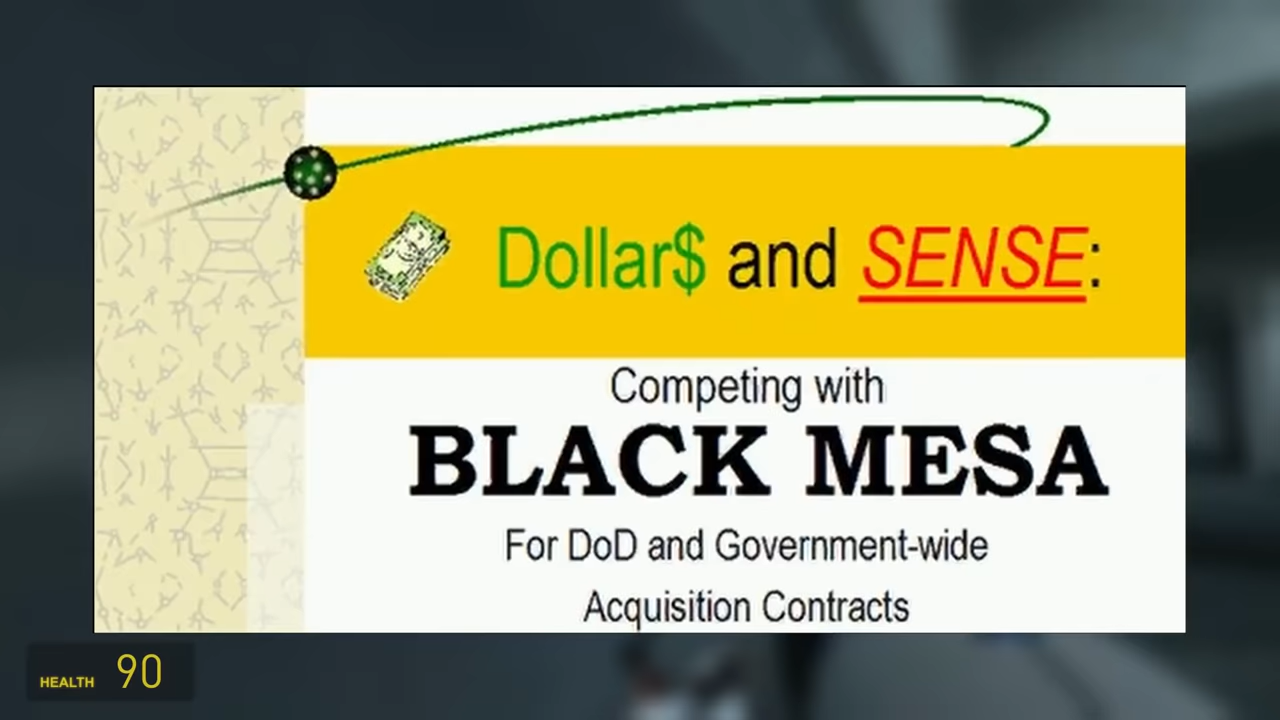 Dollar$ and SENSE:
Competing with
BLACK MESA
For DoD and Government-wide
Acquisition Contracts
HEALTH 90